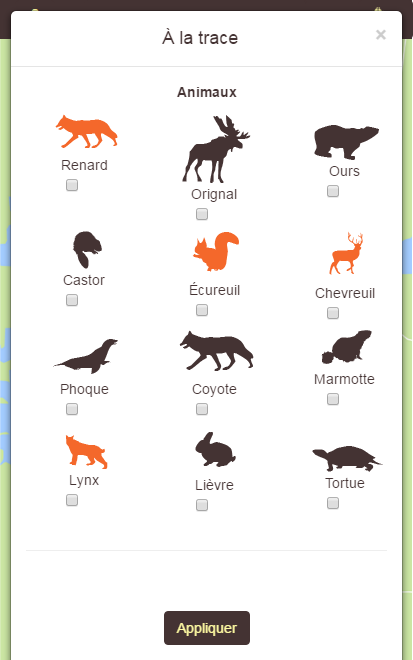 À la trace
×
Animaux
Renard
Orignal
Ours
Castor
Écureuil
Chevreuil
Phoque
Coyote
Marmotte
Lynx
Lièvre
Tortue
Appliquer